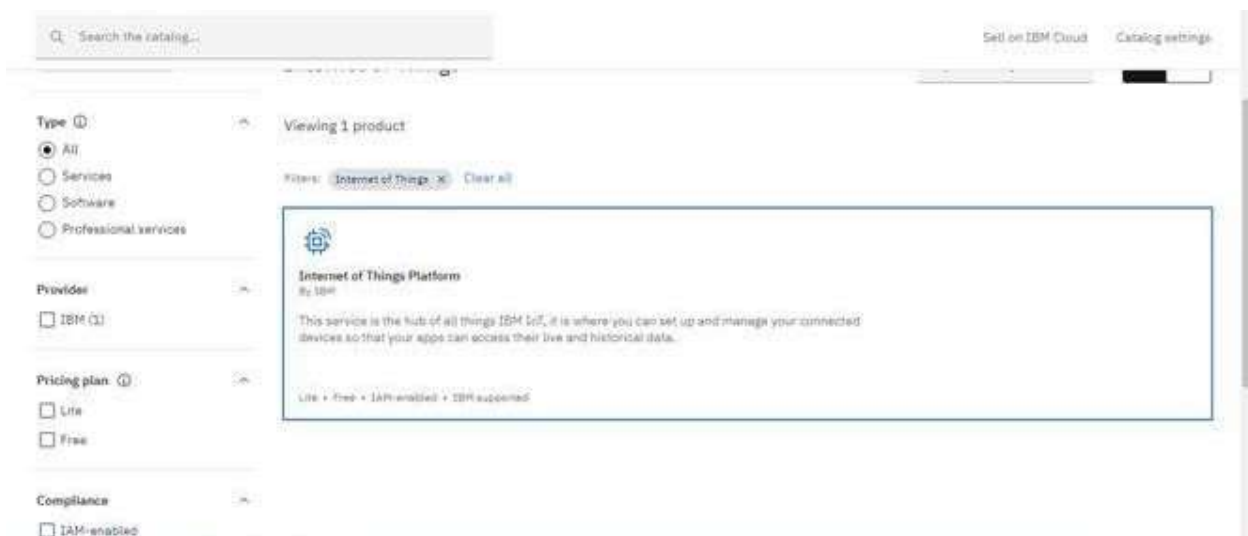 Search the catalog...
Sell on IBM Cloud
Catalog settings
Type
All
Services
Software
Professional services
Provider
IBM (1)
Pricing plan
Lite
Free
Compliance
IAM-enabled
Viewing 1 product
Filters: Internet of Things × Clear all
Internet of Things Platform
By IBM
This service is the hub of all things IBM IoT, it is where you can set up and manage your connected
devices so that your apps can access their live and historical data.
Lite • Free • IAM-enabled • IBM supported